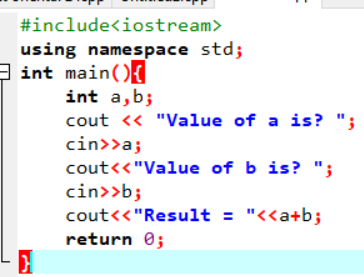 #include<iostream>
using namespace std;
int main(){
    int a,b;
    cout << "Value of a is? ";
    cin>>a;
    cout<<"Value of b is? ";
    cin>>b;
    cout<<"Result = "<<a+b;
    return 0;
}